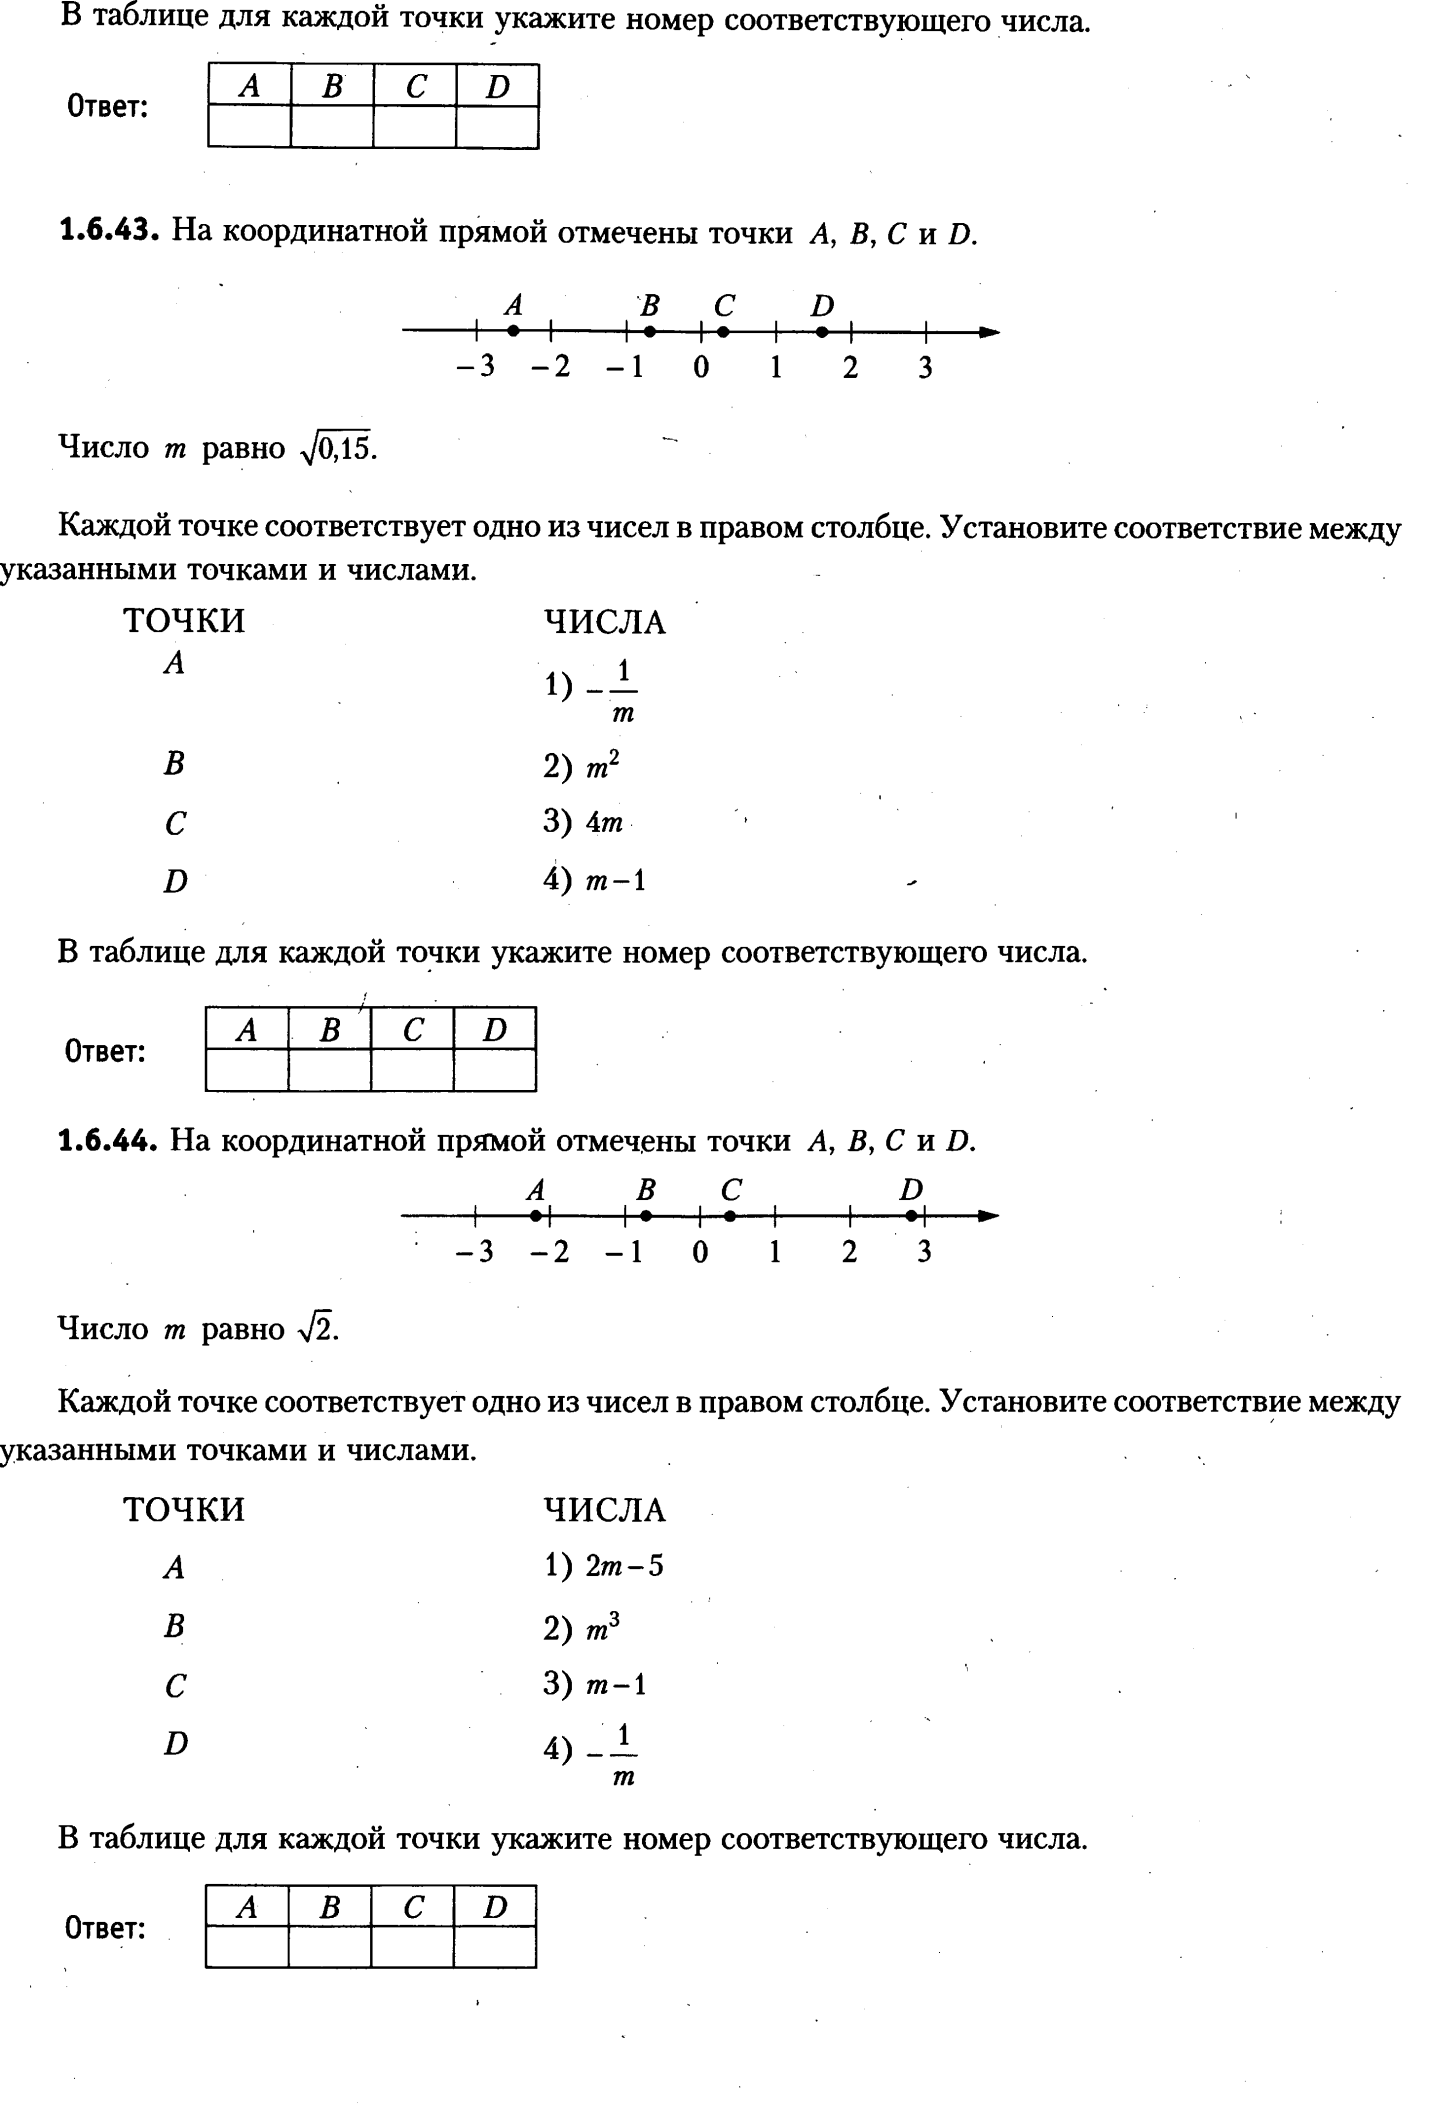 В таблице для каждой точки укажите номер соответствующего числа.
Ответ:
A B C D
1.6.43. На координатной прямой отмечены точки A, B, C и D.
A B C D
−3 −2 −1 0 1 2 3
Число m равно √0,15.
Каждой точке соответствует одно из чисел в правом столбце. Установите соответствие между
указанными точками и числами.
ТОЧКИ ЧИСЛА
A 1) −1/m
B 2) m²
C 3) 4m
D 4) m−1
В таблице для каждой точки укажите номер соответствующего числа.
Ответ:
A B C D
1.6.44. На координатной прямой отмечены точки A, B, C и D.
A B C D
−3 −2 −1 0 1 2 3
Число m равно √2.
Каждой точке соответствует одно из чисел в правом столбце. Установите соответствие между
указанными точками и числами.
ТОЧКИ ЧИСЛА
A 1) 2m−5
B 2) m³
C 3) m−1
D 4) −1/m
В таблице для каждой точки укажите номер соответствующего числа.
Ответ:
A B C D